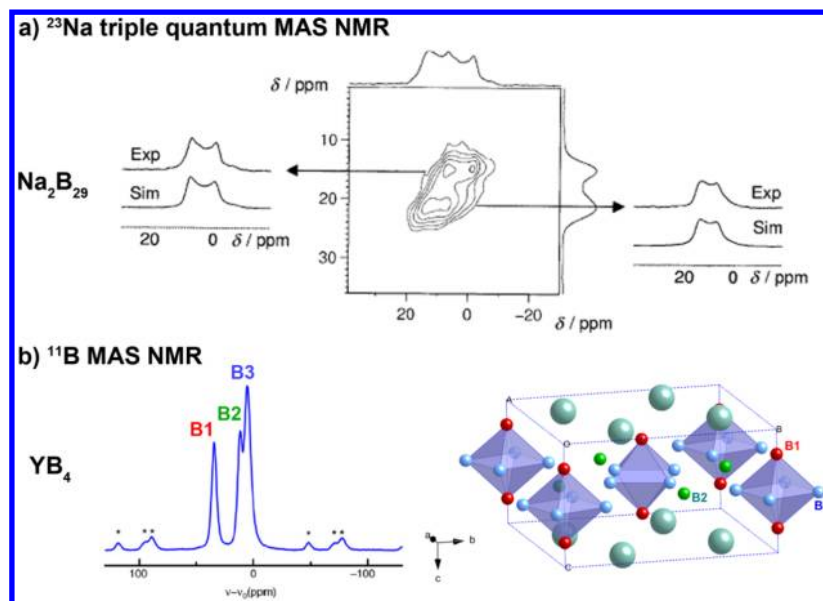 a) ²³Na triple quantum MAS NMR
δ / ppm
Na₂B₂₉
Exp
Sim
20 0 δ / ppm
10
20
30
20 0 -20
δ / ppm
Exp
Sim
20 0
δ / ppm
b) ¹¹B MAS NMR
YB₄
B1
B2
B3
* * * * * *
100 0 -100
ν–ν₀(ppm)
A
O
B
C
B1
B2
B
a
b
c